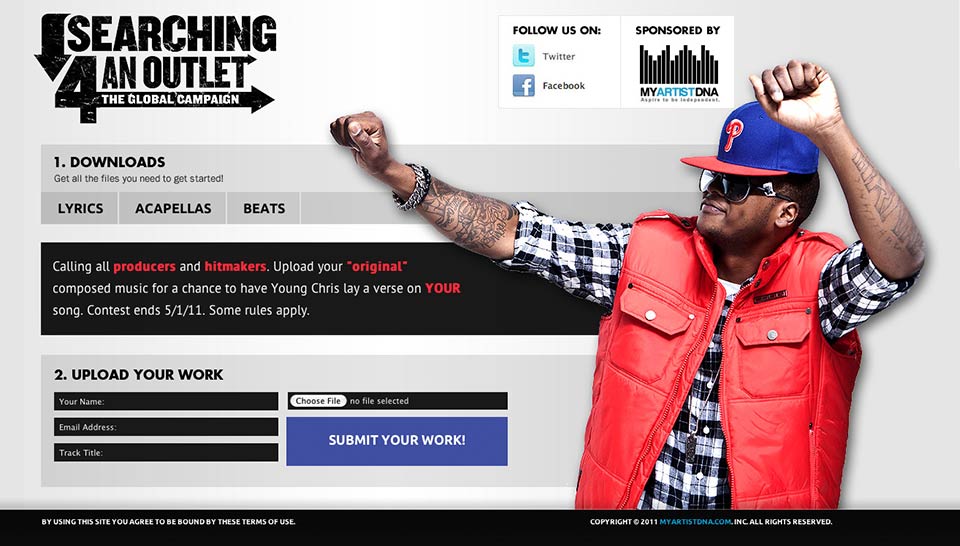 SEARCHING
4 AN OUTLET
THE GLOBAL CAMPAIGN
FOLLOW US ON:
Twitter
Facebook
SPONSORED BY
MYARTISTDNA
Aspire to be Independent.
1. DOWNLOADS
Get all the files you need to get started!
LYRICS ACAPELLAS BEATS
Calling all producers and hitmakers. Upload your "original"
composed music for a chance to have Young Chris lay a verse on YOUR
song. Contest ends 5/1/11. Some rules apply.
2. UPLOAD YOUR WORK
Your Name:
Email Address:
Track Title:
Choose File no file selected
SUBMIT YOUR WORK!
BY USING THIS SITE YOU AGREE TO BE BOUND BY THESE TERMS OF USE.
COPYRIGHT © 2011 MYARTISTDNA.COM, INC. ALL RIGHTS RESERVED.
P